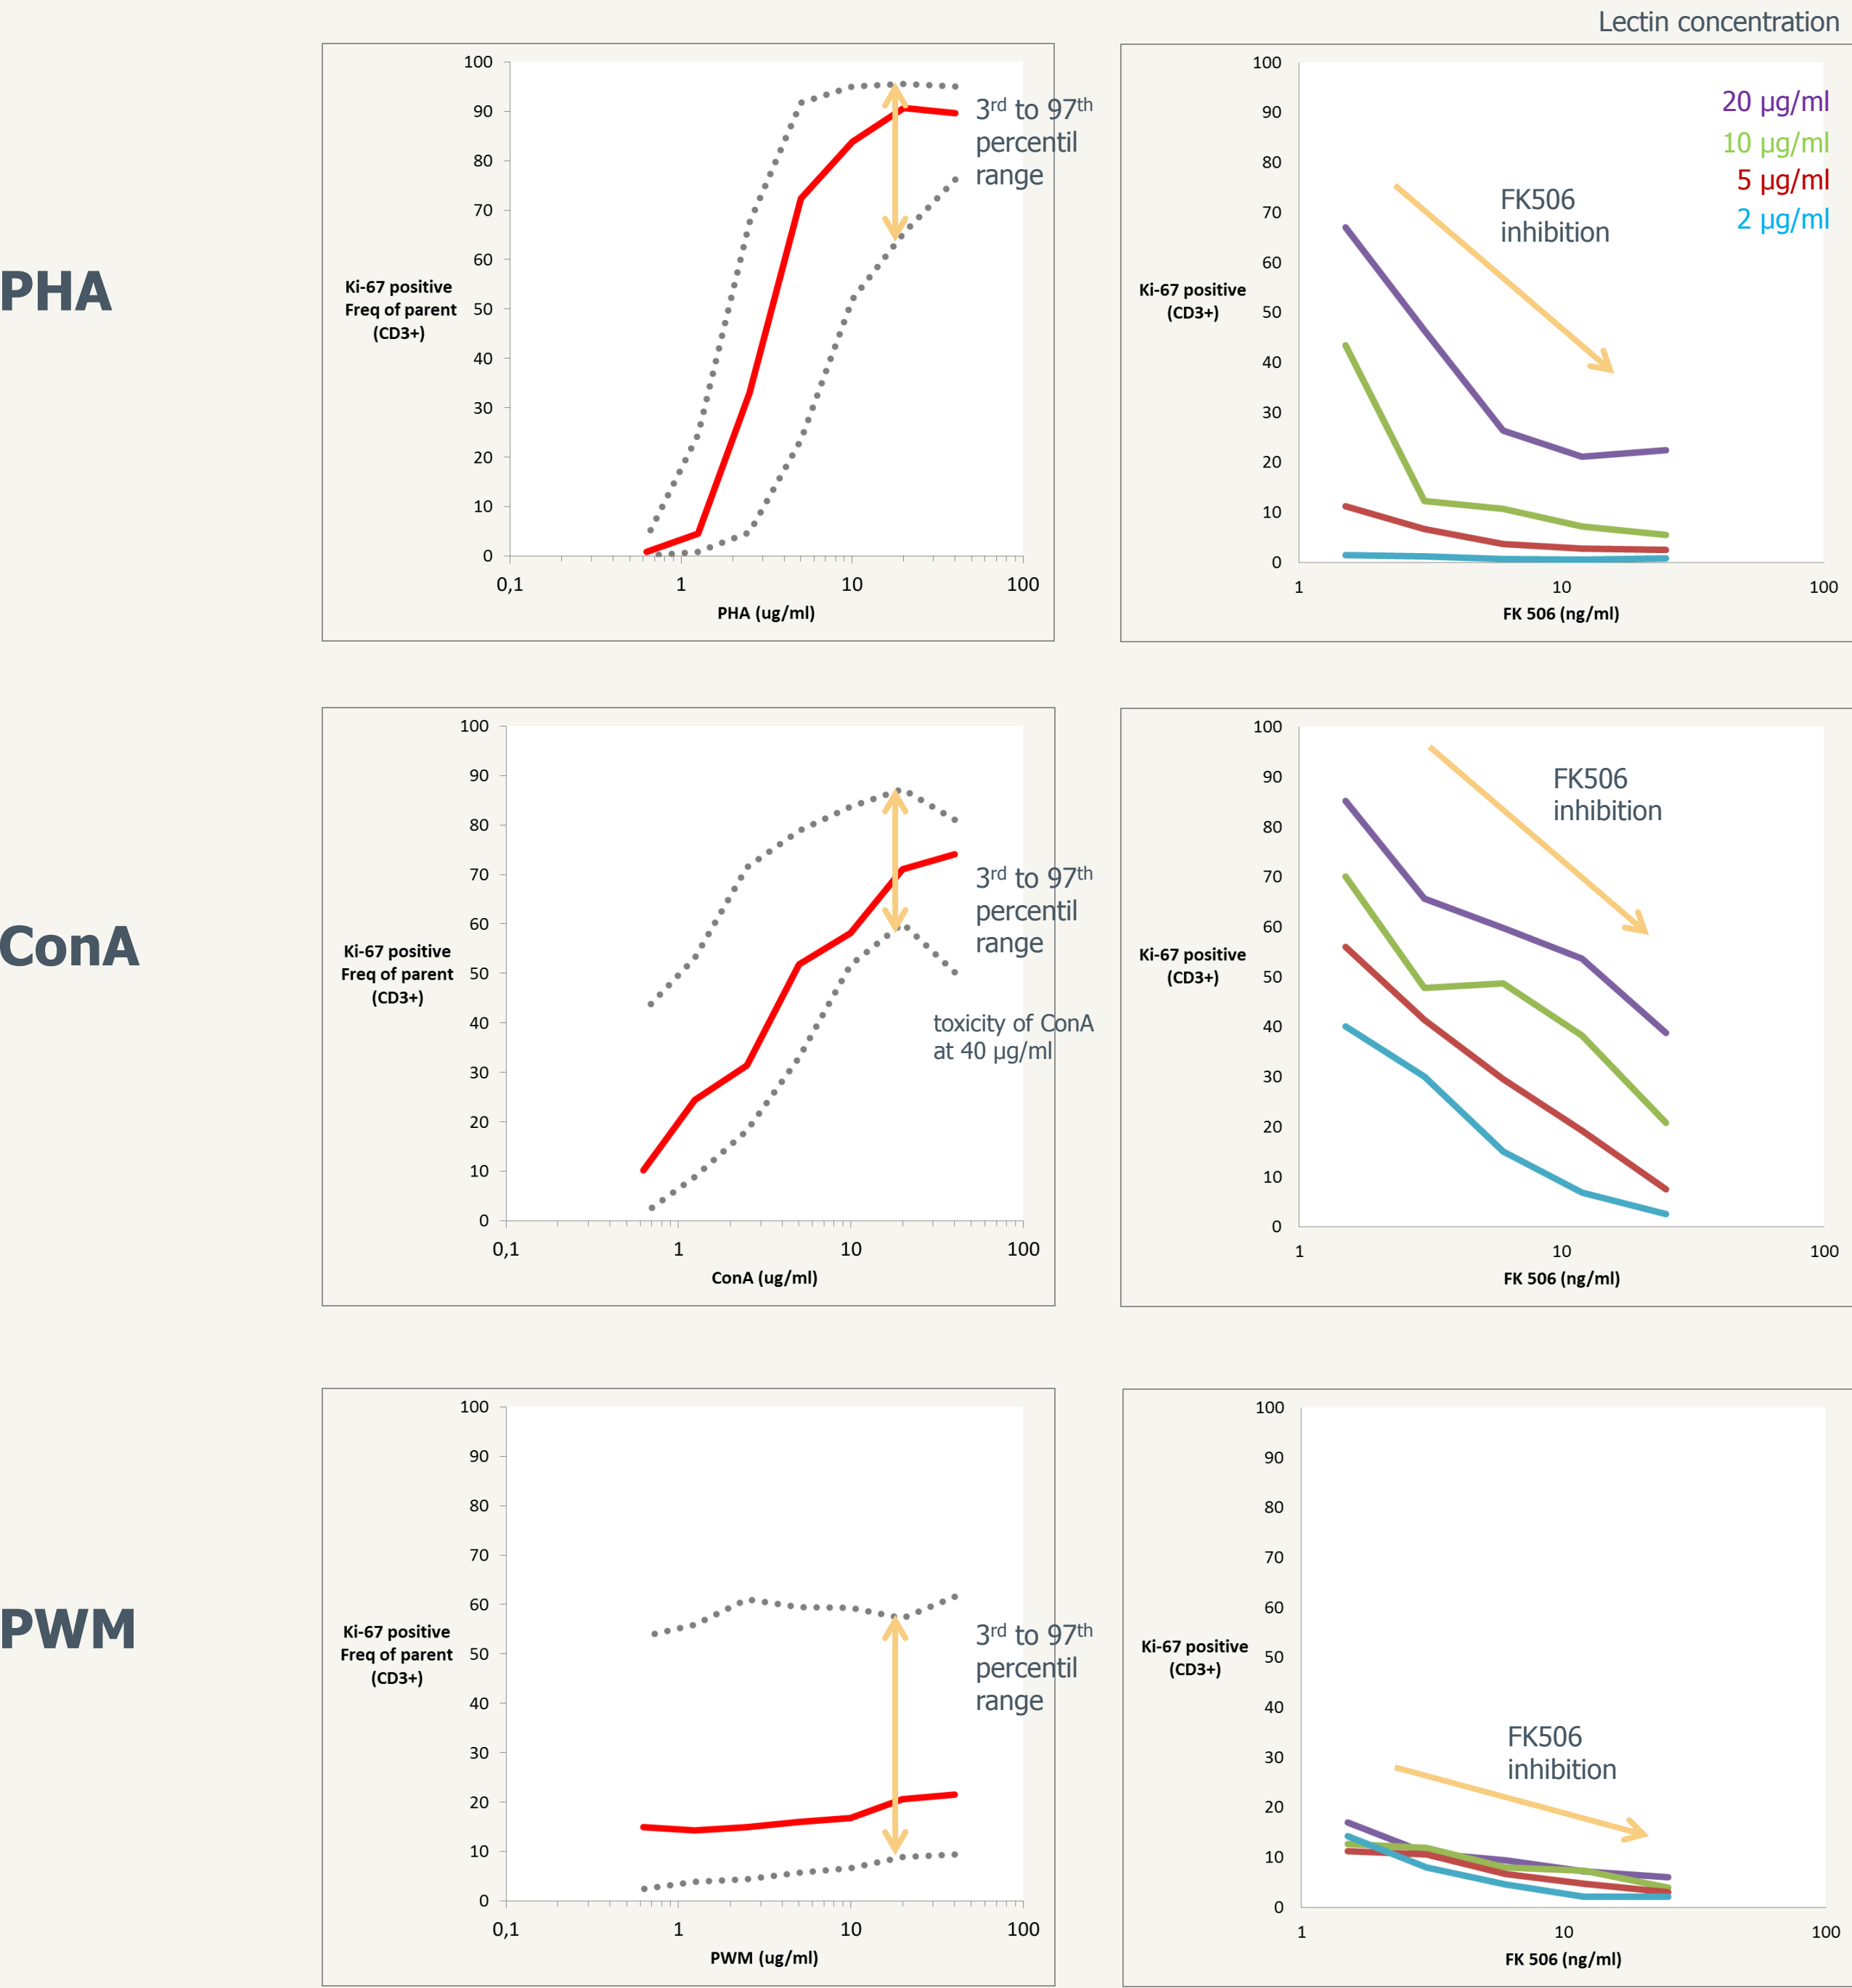 Lectin concentration
PHA
100
90
80
70
60
50
40
30
20
10
0
Ki-67 positive
Freq of parent
(CD3+)
0,1
1
10
100
PHA (ug/ml)
3rd to 97th
percentil
range
100
90
80
70
60
50
40
30
20
10
0
Ki-67 positive
(CD3+)
20 µg/ml
10 µg/ml
5 µg/ml
2 µg/ml
FK506
inhibition
1
10
100
FK 506 (ng/ml)
ConA
100
90
80
70
60
50
40
30
20
10
0
Ki-67 positive
Freq of parent
(CD3+)
0,1
1
10
100
ConA (ug/ml)
3rd to 97th
percentil
range
toxicity of ConA
at 40 µg/ml
100
90
80
70
60
50
40
30
20
10
0
Ki-67 positive
(CD3+)
FK506
inhibition
1
10
100
FK 506 (ng/ml)
PWM
100
90
80
70
60
50
40
30
20
10
0
Ki-67 positive
Freq of parent
(CD3+)
0,1
1
10
100
PWM (ug/ml)
3rd to 97th
percentil
range
100
90
80
70
60
50
40
30
20
10
0
Ki-67 positive
(CD3+)
FK506
inhibition
1
10
100
FK 506 (ng/ml)